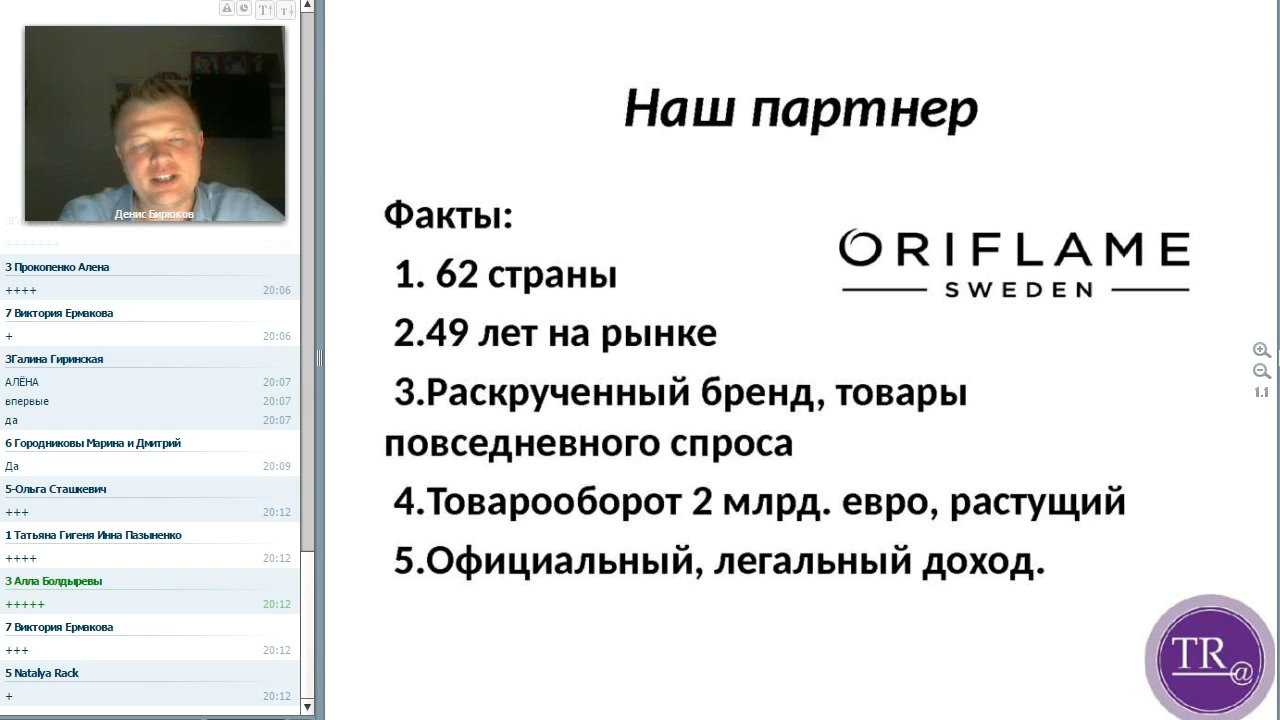 Денис Бирюков
+++++++
3 Прокопенко Алена
++++ 20:06
7 Виктория Ермакова
+ 20:06
3Галина Гиринская
АЛЁНА 20:07
впервые 20:07
да 20:07
6 Городниковы Марина и Дмитрий
Да 20:09
5-Ольга Сташкевич
+++ 20:12
1 Татьяна Гигеня Инна Пазыненко
++++ 20:12
3 Алла Болдыревы
+++++ 20:12
7 Виктория Ермакова
+++ 20:12
5 Natalya Rack
+ 20:12
Наш партнер
Факты:
1. 62 страны
2.49 лет на рынке
3.Раскрученный бренд, товары
повседневного спроса
4.Товарооборот 2 млрд. евро, растущий
5.Официальный, легальный доход.
ORIFLAME
SWEDEN
1.1
TR@